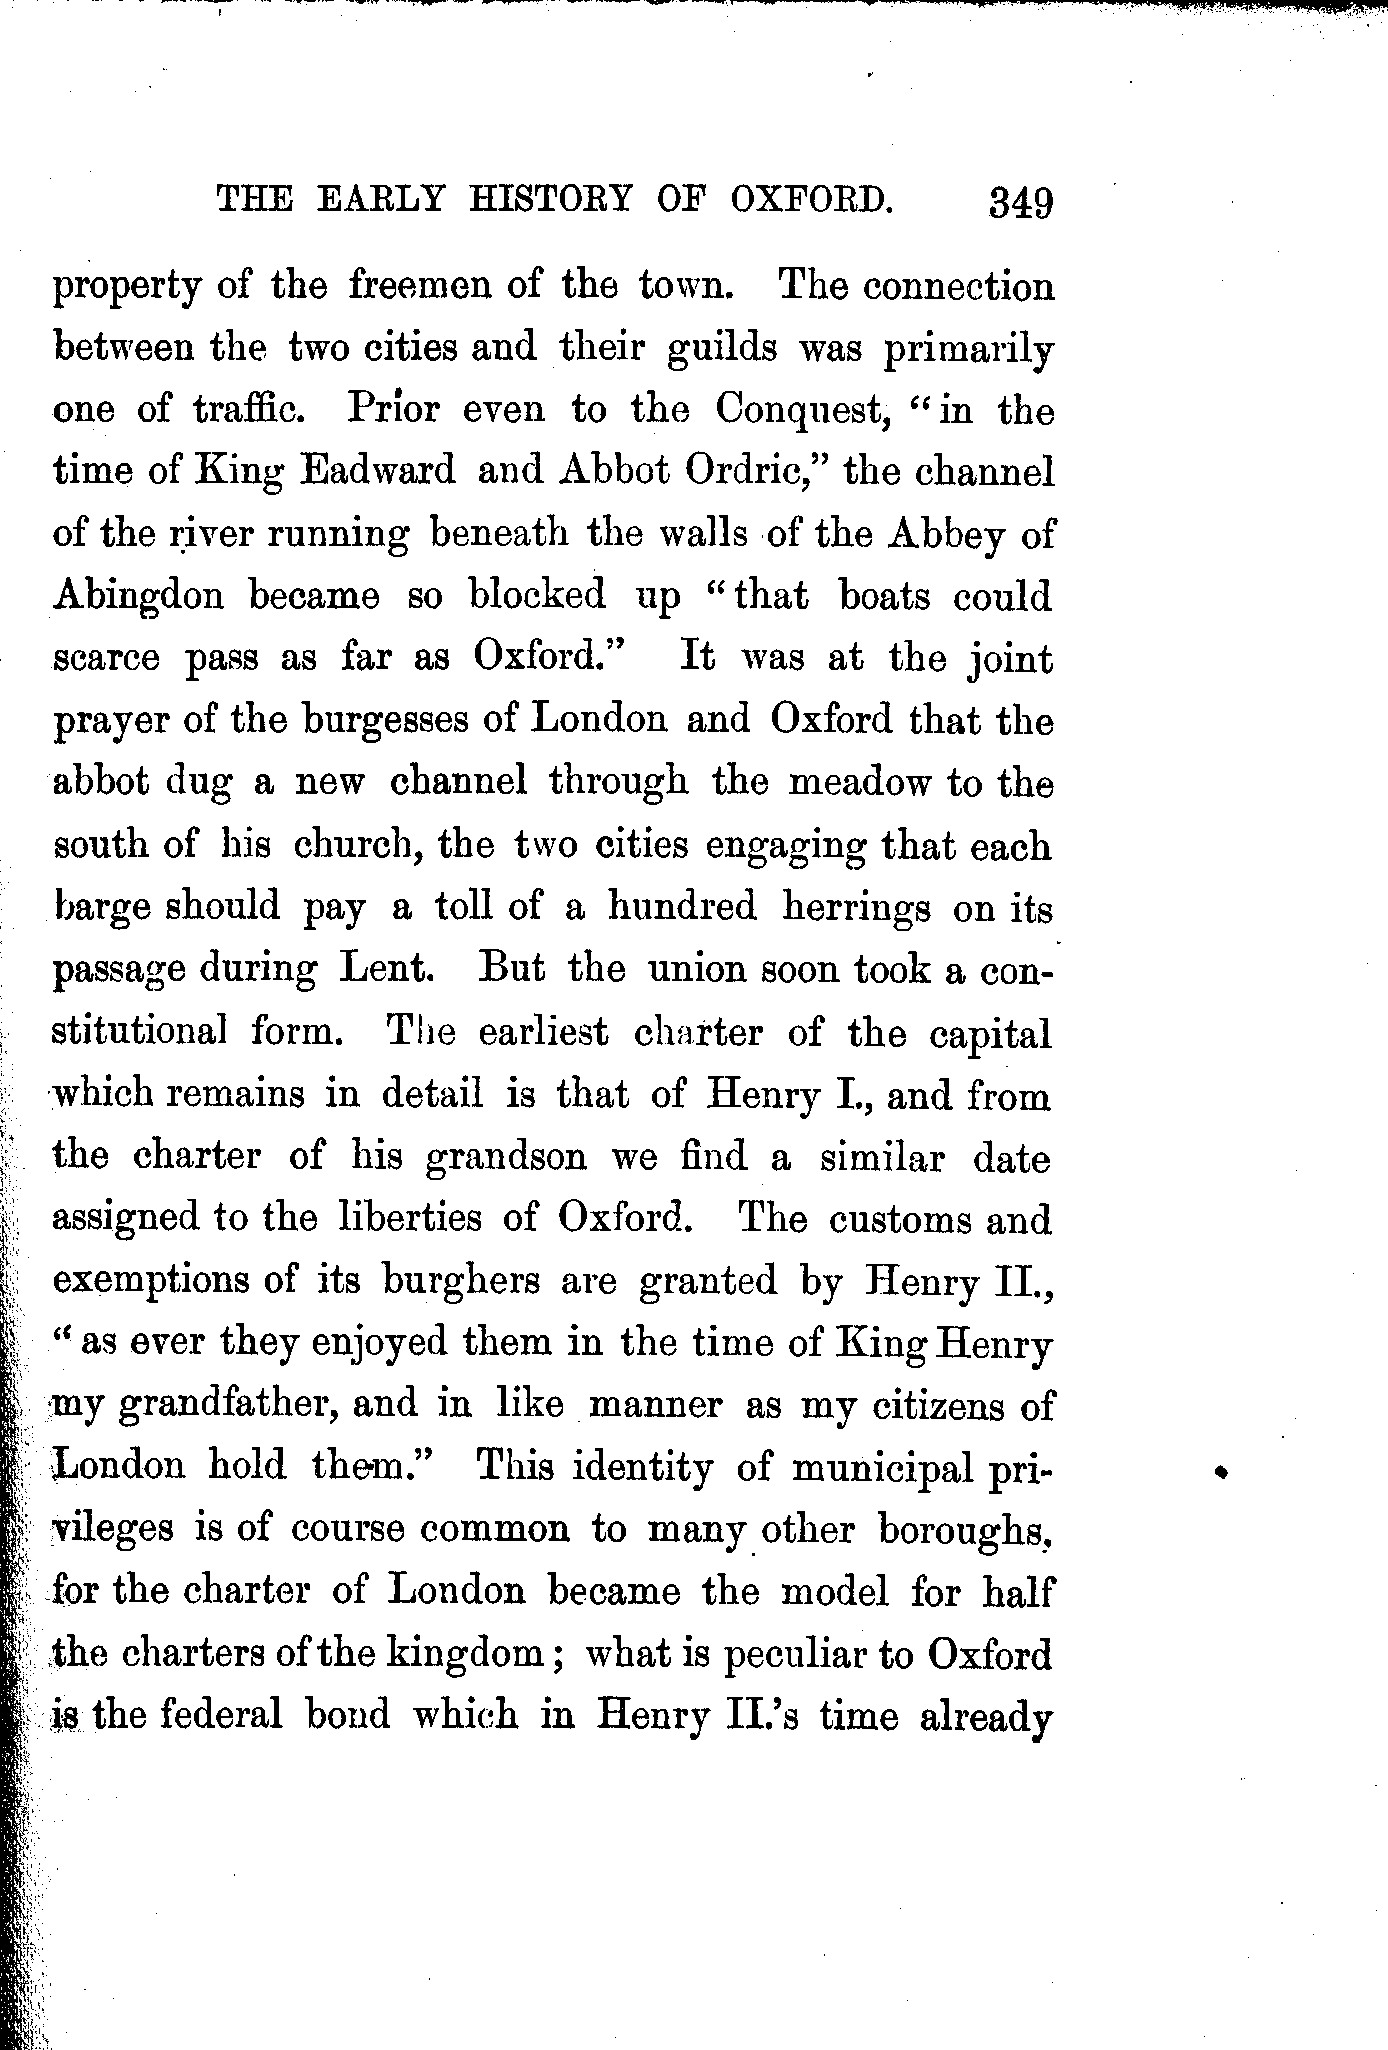 THE EARLY HISTORY OF OXFORD. 349
property of the freemen of the town. The connection
between the two cities and their guilds was primarily
one of traffic. Prior even to the Conquest, “in the
time of King Eadward and Abbot Ordric,” the channel
of the river running beneath the walls of the Abbey of
Abingdon became so blocked up “that boats could
scarce pass as far as Oxford.” It was at the joint
prayer of the burgesses of London and Oxford that the
abbot dug a new channel through the meadow to the
south of his church, the two cities engaging that each
barge should pay a toll of a hundred herrings on its
passage during Lent. But the union soon took a con-
stitutional form. The earliest charter of the capital
which remains in detail is that of Henry I., and from
the charter of his grandson we find a similar date
assigned to the liberties of Oxford. The customs and
exemptions of its burghers are granted by Henry II.,
“as ever they enjoyed them in the time of King Henry
my grandfather, and in like manner as my citizens of
London hold them.” This identity of municipal pri-
vileges is of course common to many other boroughs,
for the charter of London became the model for half
the charters of the kingdom; what is peculiar to Oxford
is the federal bond which in Henry II.’s time already